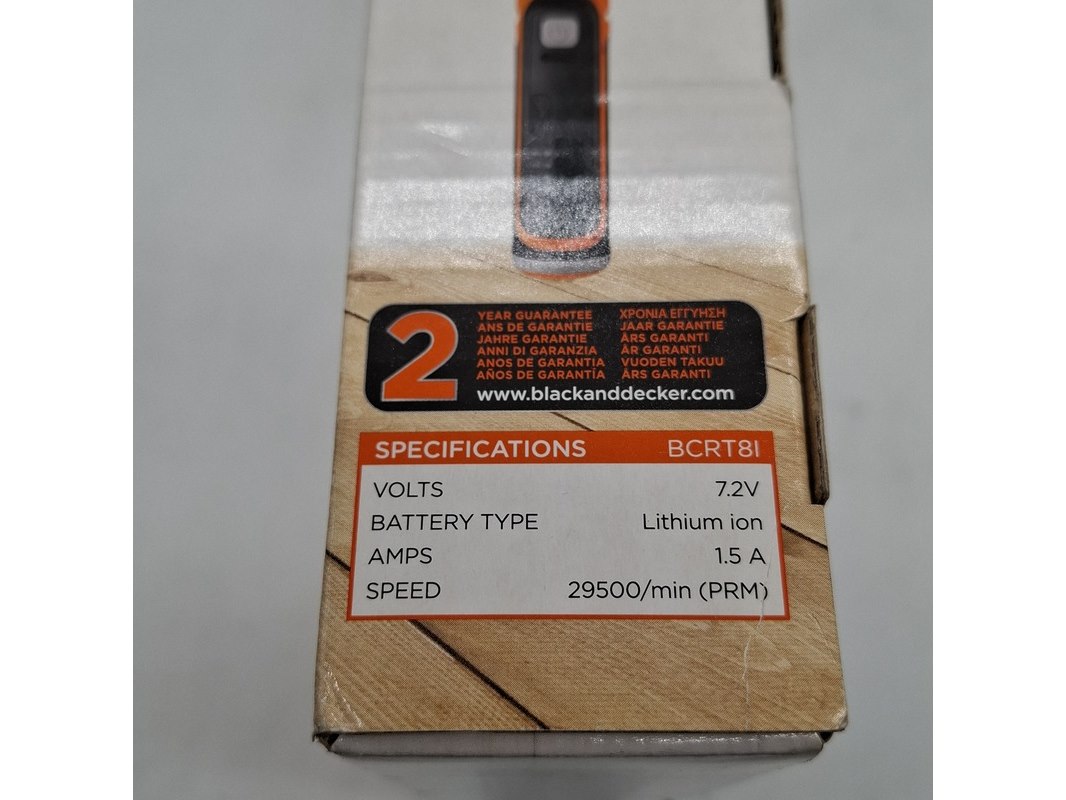 2
YEAR GUARANTEE
ANS DE GARANTIE
JAHRE GARANTIE
ANNI DI GARANZIA
ANOS DE GARANTIA
AÑOS DE GARANTÍA
ΧΡΟΝΙΑ ΕΓΓΥΗΣΗ
JAAR GARANTIE
ÅRS GARANTI
ÅR GARANTI
VUODEN TAKUU
ÅRS GARANTI
www.blackanddecker.com
SPECIFICATIONS BCRT8I
VOLTS 7.2V
BATTERY TYPE Lithium ion
AMPS 1.5 A
SPEED 29500/min (PRM)